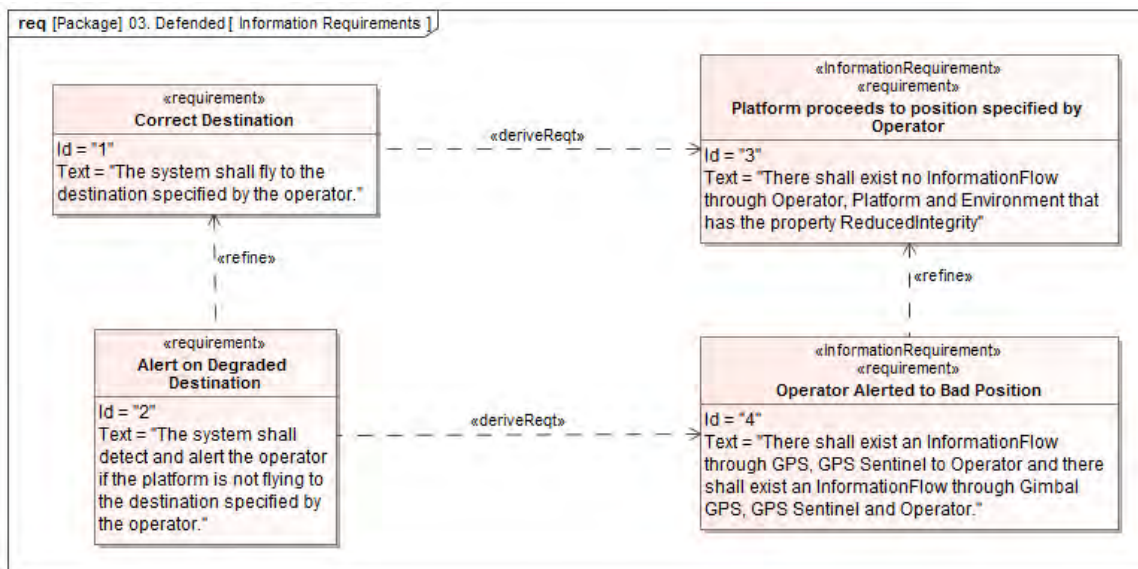 req [Package] 03. Defended [ Information Requirements ]
«requirement»
Correct Destination
Id = "1"
Text = "The system shall fly to the
destination specified by the operator."
«deriveReqt»
«InformationRequirement»
«requirement»
Platform proceeds to position specified by
Operator
Id = "3"
Text = "There shall exist no InformationFlow
through Operator, Platform and Environment that
has the property ReducedIntegrity"
«refine»
«refine»
«requirement»
Alert on Degraded
Destination
Id = "2"
Text = "The system shall
detect and alert the operator
if the platform is not flying to
the destination specified by
the operator."
«deriveReqt»
«InformationRequirement»
«requirement»
Operator Alerted to Bad Position
Id = "4"
Text = "There shall exist an InformationFlow
through GPS, GPS Sentinel to Operator and there
shall exist an InformationFlow through Gimbal
GPS, GPS Sentinel and Operator."